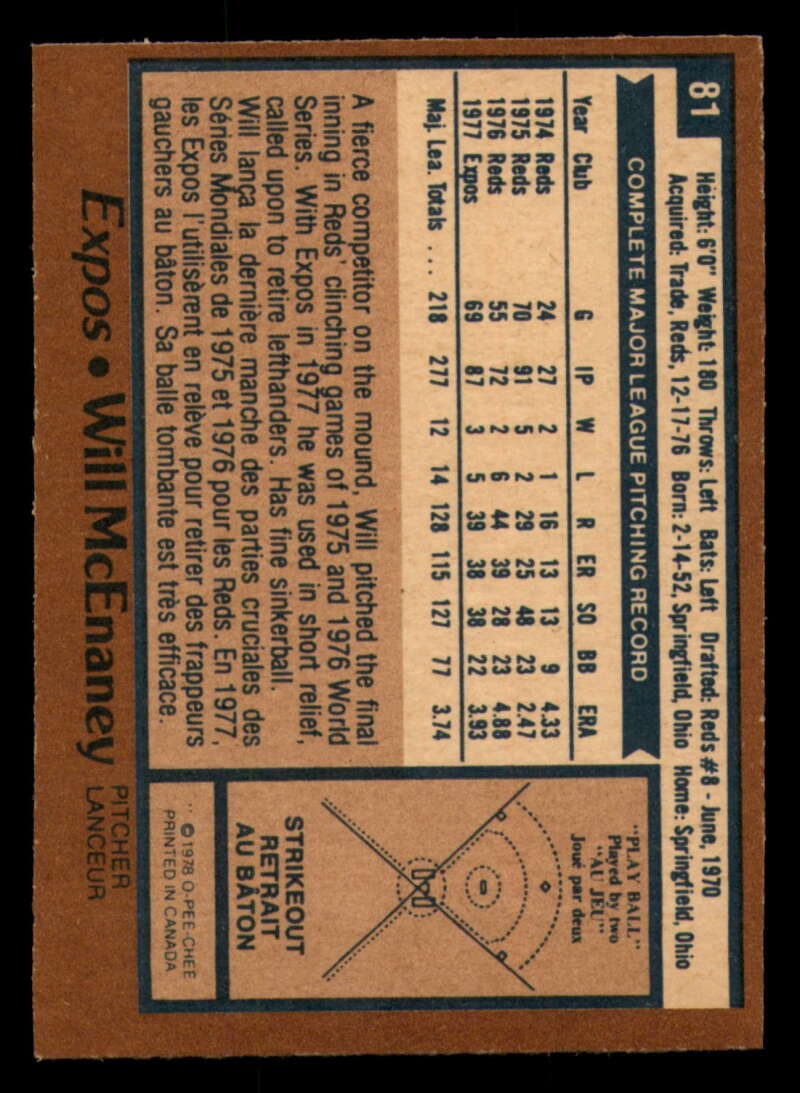 81
Height: 6'0" Weight: 180 Throws: Left Bats: Left Drafted: Reds #8 - June, 1970
Acquired: Trade, Reds, 12-17-76 Born: 2-14-52, Springfield, Ohio Home: Springfield, Ohio
COMPLETE MAJOR LEAGUE PITCHING RECORD
Year Club G IP W L R ER SO BB ERA
1974 Reds 24 27 2 1 16 13 13 9 4.33
1975 Reds 70 91 5 2 29 25 48 23 2.47
1976 Reds 55 72 2 6 44 39 28 23 4.88
1977 Expos 69 87 3 5 39 38 38 22 3.93
Maj. Lea. Totals ... 218 277 12 14 128 115 127 77 3.74
A fierce competitor on the mound, Will pitched the final
inning in Reds' clinching games of 1975 and 1976 World
Series. With Expos in 1977 he was used in short relief,
called upon to retire lefthanders. Has fine sinkerball.
Will lança la dernière manche des parties cruciales des
Séries Mondiales de 1975 et 1976 pour les Reds. En 1977,
les Expos l'utilisèrent en relève pour retirer des frappeurs
gauchers au bâton. Sa balle tombante est très efficace.
"PLAY BALL"
Played by two
"AU JEU"
Joué par deux
STRIKEOUT
RETRAIT
AU BÂTON
** © 1978 O-PEE-CHEE
PRINTED IN CANADA
Expos • Will McEnaney PITCHER
LANCEUR